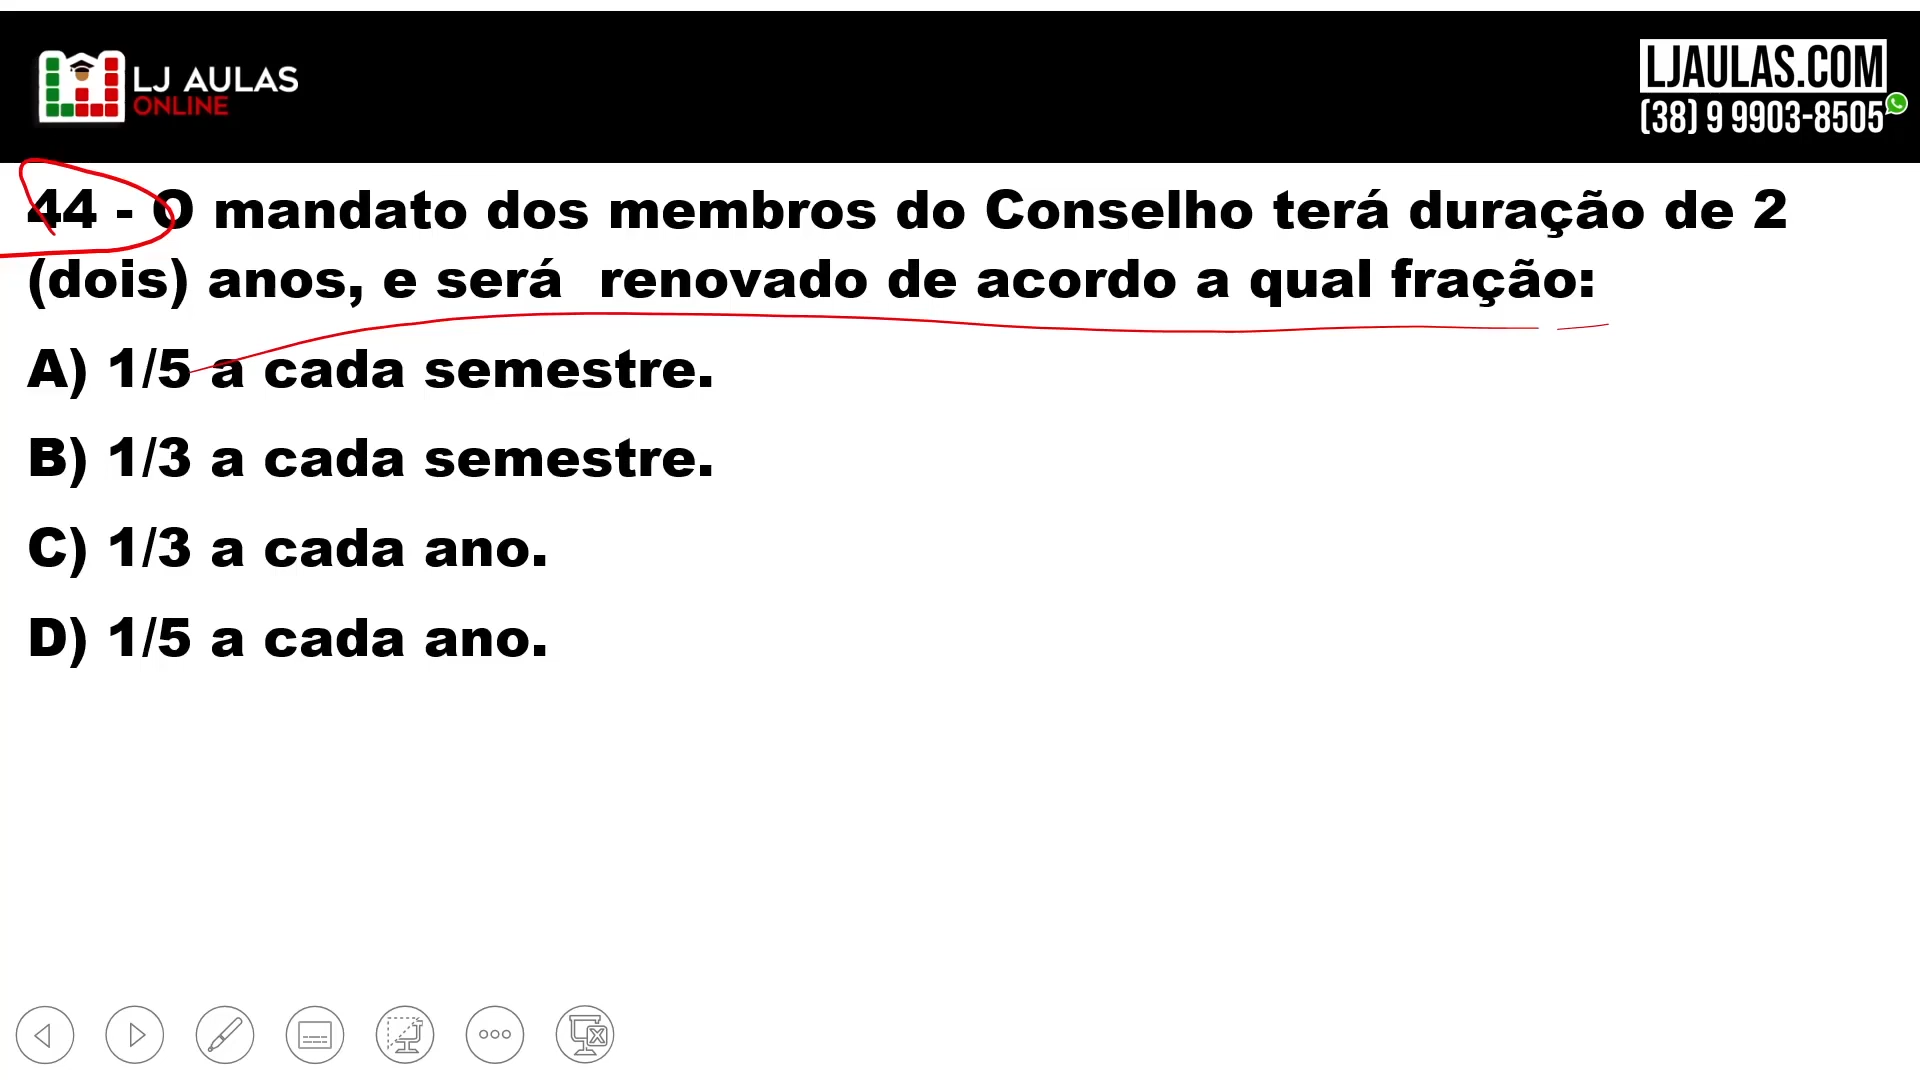 LJ AULAS
ONLINE
LJAULAS.COM
(38) 9 9903-8505
44 - O mandato dos membros do Conselho terá duração de 2
(dois) anos, e será  renovado de acordo a qual fração:
A) 1/5 a cada semestre.
B) 1/3 a cada semestre.
C) 1/3 a cada ano.
D) 1/5 a cada ano.